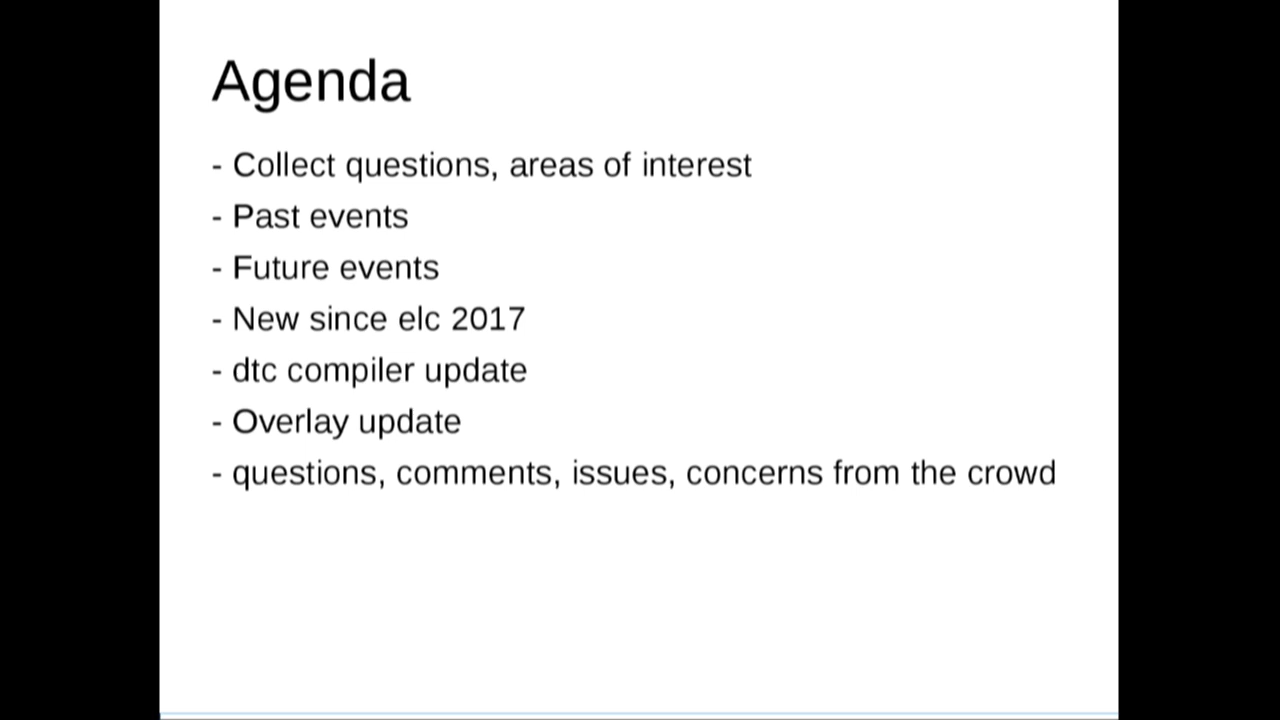 Agenda
- Collect questions, areas of interest
- Past events
- Future events
- New since elc 2017
- dtc compiler update
- Overlay update
- questions, comments, issues, concerns from the crowd